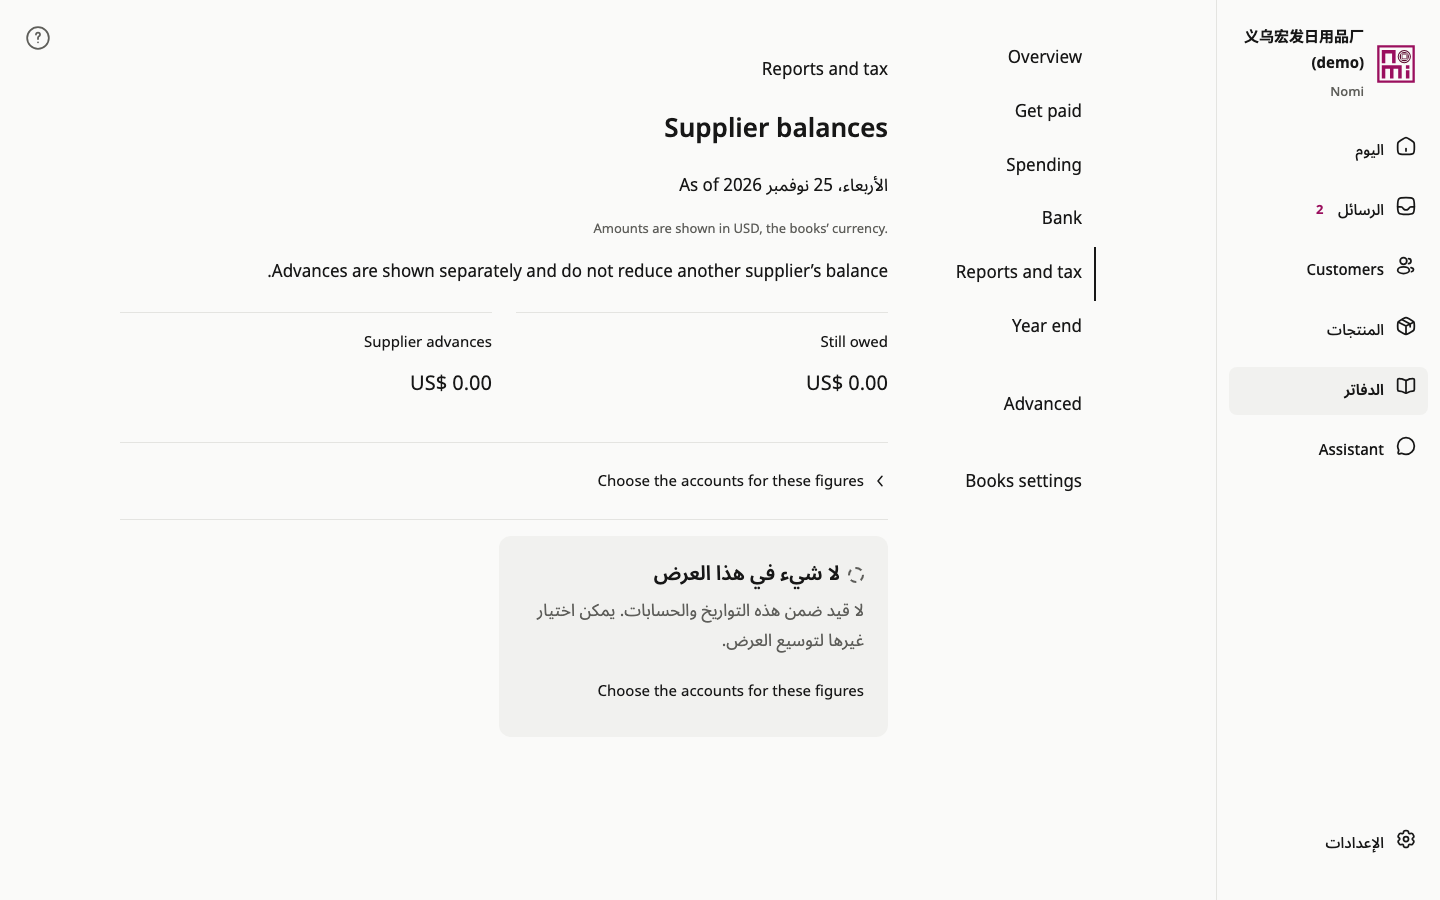 义乌宏发日用品厂
(demo)
Nomi
اليوم
الرسائل 2
Customers
المنتجات
الدفاتر
Assistant
الإعدادات
Overview
Get paid
Spending
Bank
Reports and tax
Year end
Advanced
Books settings
Reports and tax
Supplier balances
As of الأربعاء، 25 نوفمبر 2026
Amounts are shown in USD, the books’ currency.
Advances are shown separately and do not reduce another supplier’s balance.
Still owed
US$ 0.00
Supplier advances
US$ 0.00
Choose the accounts for these figures
لا شيء في هذا العرض
لا قيد ضمن هذه التواريخ والحسابات. يمكن اختيار
غيرها لتوسيع العرض.
Choose the accounts for these figures